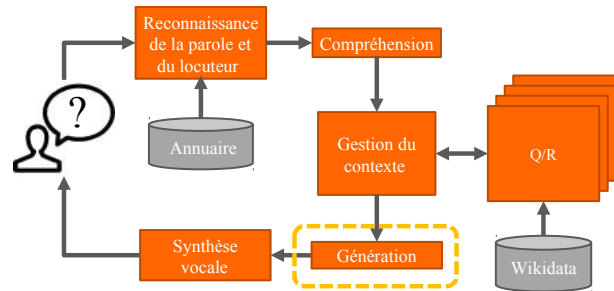 Reconnaissance
de la parole et
du locuteur
Compréhension
?
Annuaire
Gestion du
contexte
Q/R
Synthèse
vocale
Génération
Wikidata